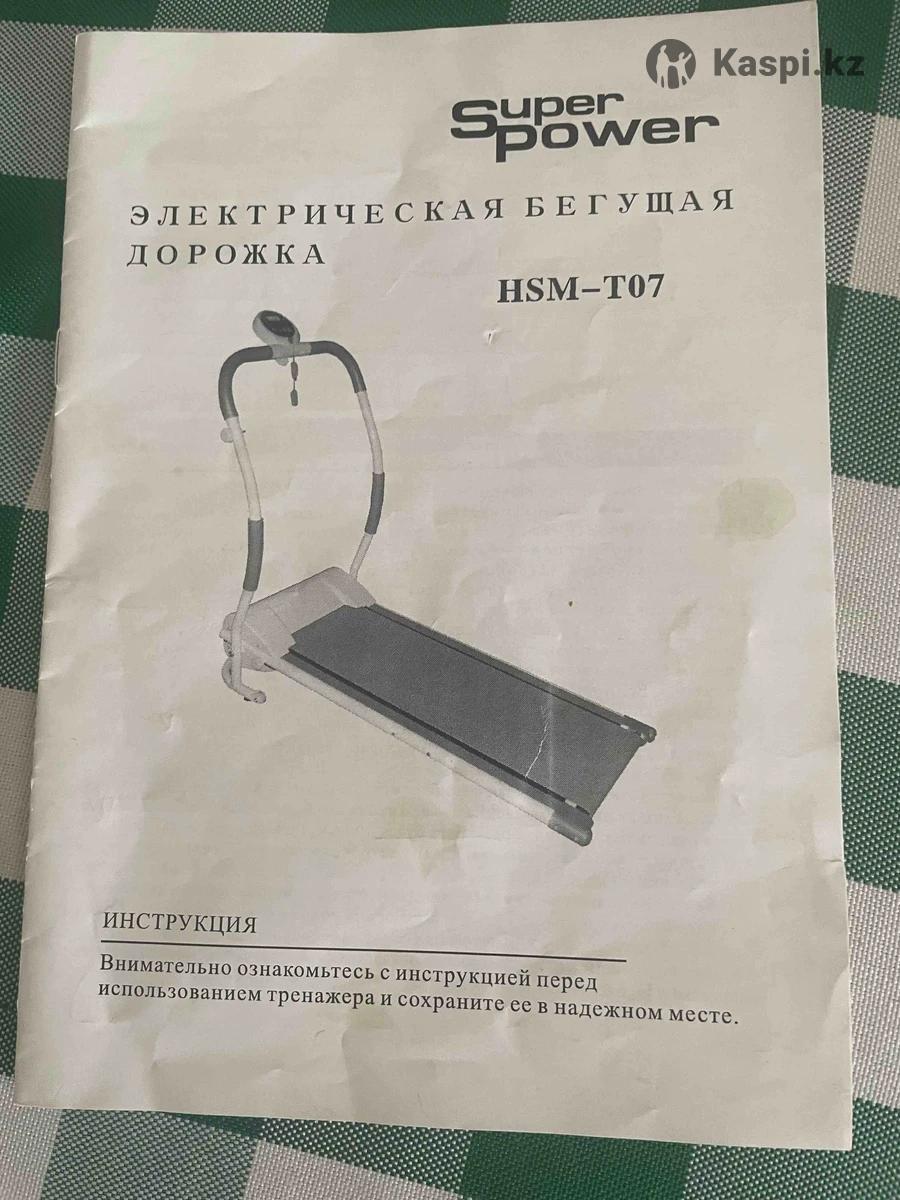 Kaspi.kz
Super
power
ЭЛЕКТРИЧЕСКАЯ БЕГУЩАЯ
ДОРОЖКА
HSM-T07
ИНСТРУКЦИЯ
Внимательно ознакомьтесь с инструкцией перед
использованием тренажера и сохраните ее в надежном месте.